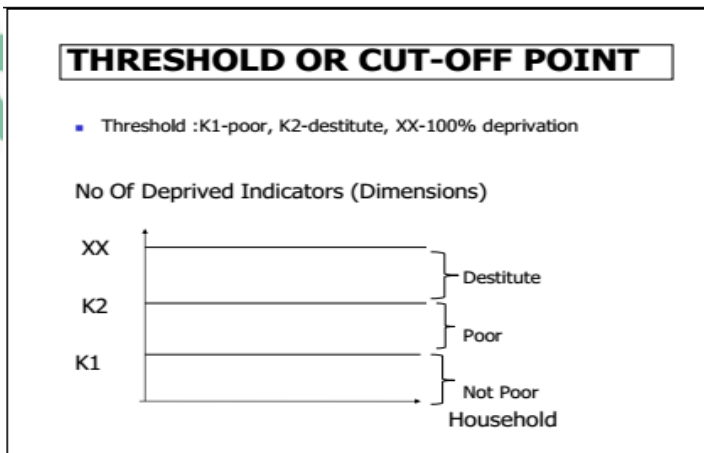 THRESHOLD OR CUT-OFF POINT
Threshold :K1-poor, K2-destitute, XX-100% deprivation
No Of Deprived Indicators (Dimensions)
XX
Destitute
K2
Poor
K1
Not Poor
Household